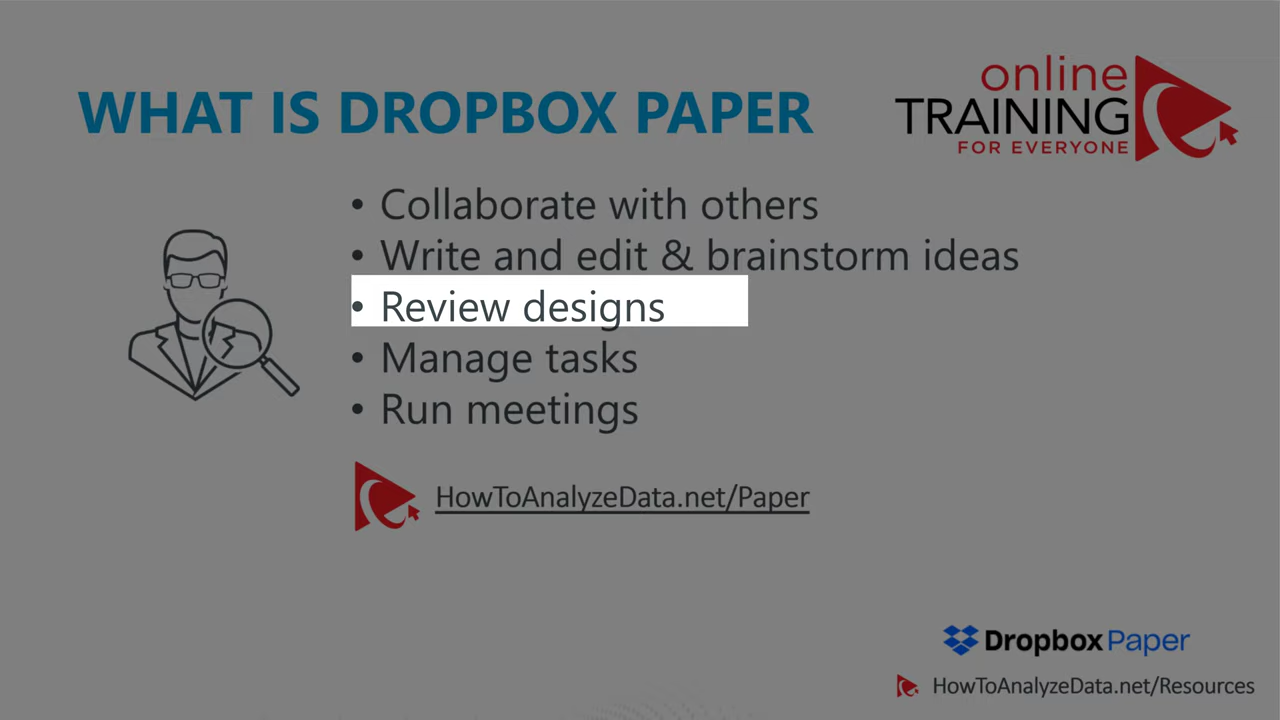 WHAT IS DROPBOX PAPER
online
TRAINING
FOR EVERYONE
• Collaborate with others
• Write and edit & brainstorm ideas
• Review designs
• Manage tasks
• Run meetings
HowToAnalyzeData.net/Paper
Dropbox Paper
HowToAnalyzeData.net/Resources